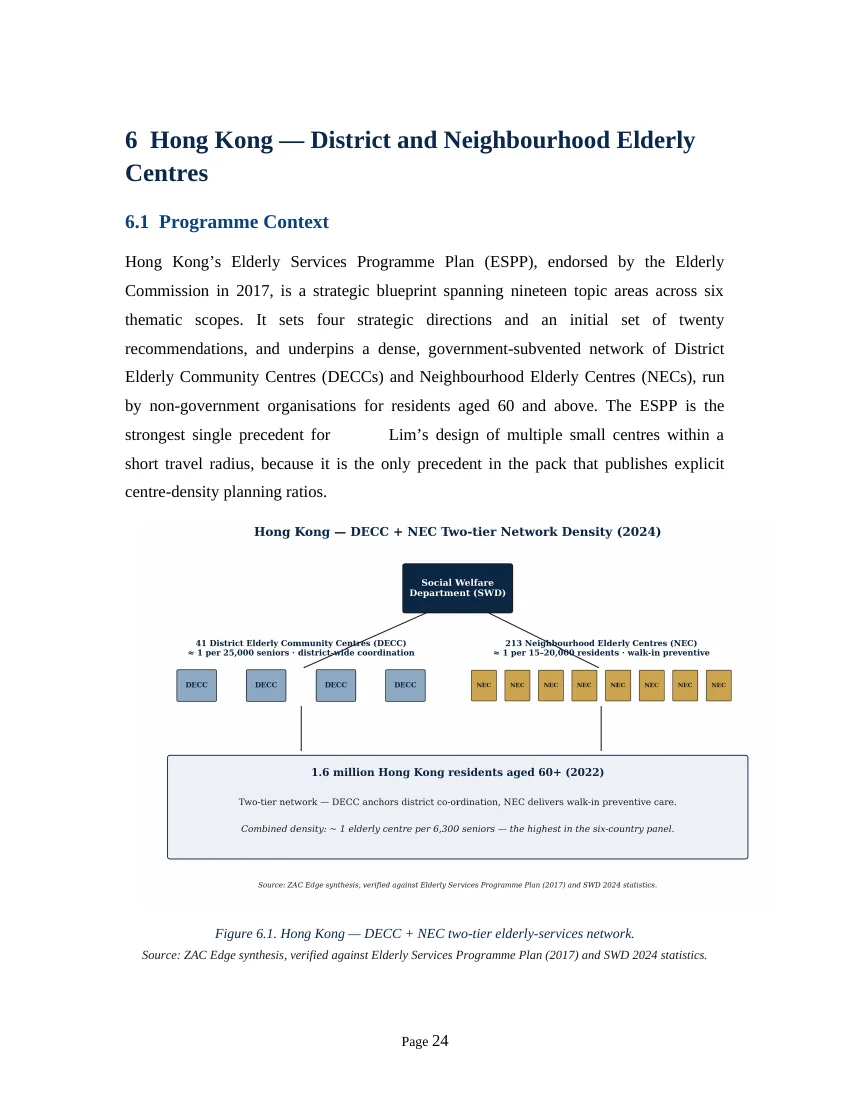 6 Hong Kong — District and Neighbourhood Elderly
Centres
6.1 Programme Context
Hong Kong’s Elderly Services Programme Plan (ESPP), endorsed by the Elderly
Commission in 2017, is a strategic blueprint spanning nineteen topic areas across six
thematic scopes. It sets four strategic directions and an initial set of twenty
recommendations, and underpins a dense, government-subvented network of District
Elderly Community Centres (DECCs) and Neighbourhood Elderly Centres (NECs), run
by non-government organisations for residents aged 60 and above. The ESPP is the
strongest single precedent for Lim’s design of multiple small centres within a
short travel radius, because it is the only precedent in the pack that publishes explicit
centre-density planning ratios.
Hong Kong — DECC + NEC Two-tier Network Density (2024)
Social Welfare
Department (SWD)
41 District Elderly Community Centres (DECC)
≈ 1 per 25,000 seniors · district-wide coordination
213 Neighbourhood Elderly Centres (NEC)
≈ 1 per 15–20,000 residents · walk-in preventive
DECC DECC DECC DECC NEC NEC NEC NEC NEC NEC NEC NEC
1.6 million Hong Kong residents aged 60+ (2022)
Two-tier network — DECC anchors district co-ordination, NEC delivers walk-in preventive care.
Combined density: ~ 1 elderly centre per 6,300 seniors — the highest in the six-country panel.
Source: ZAC Edge synthesis, verified against Elderly Services Programme Plan (2017) and SWD 2024 statistics.
Figure 6.1. Hong Kong — DECC + NEC two-tier elderly-services network.
Source: ZAC Edge synthesis, verified against Elderly Services Programme Plan (2017) and SWD 2024 statistics.
Page 24